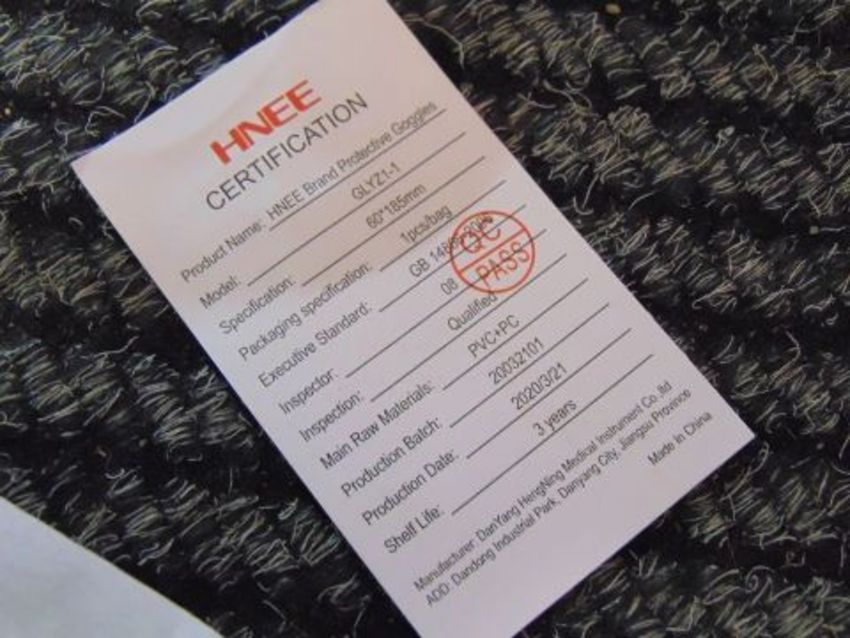 HNEE
CERTIFICATION
Product Name: HNEE Brand Protective Goggles
Model: GLYZ1-1
Specification: 60*185mm
Packaging specification: 1pcs/bag
Executive Standard: GB
Inspector: 08
Inspection: Qualified
Main Raw Materials: PVC+PC
Production Batch: 20032101
Production Date: 2020/3/21
Shelf Life: 3 years
QC
PASS
Manufacturer DanYang HengNing Medical Instrument Co.,ltd
ADD: Dandong Industrial Park, Danyang City, Jiangsu Province
Made In China